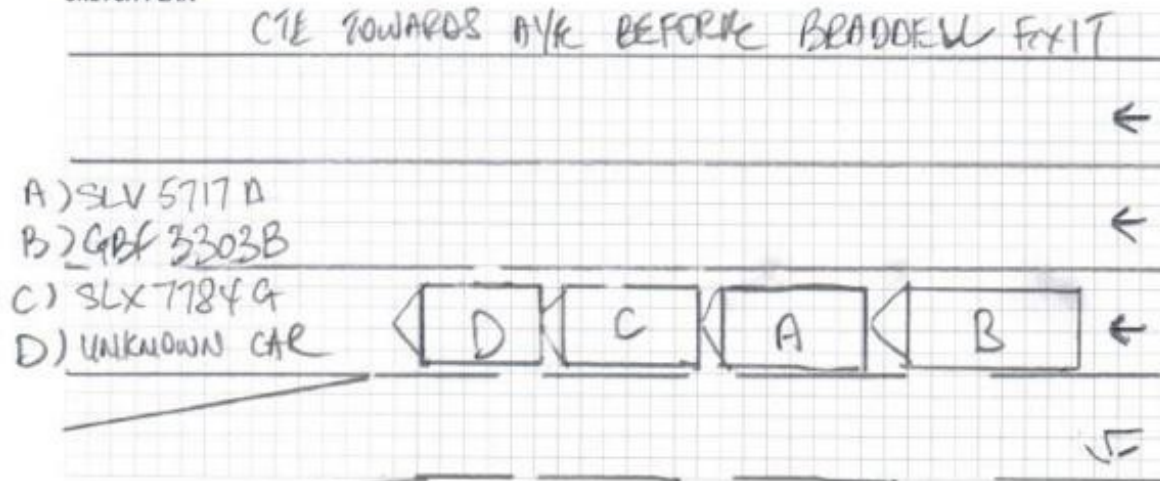 CTE TOWARDS AYE BEFORE BRADDELL EXIT
A) SLV 5717 D
B) GBF 3303B
C) SLX 7784 G
D) UNKNOWN CAR
D C A B